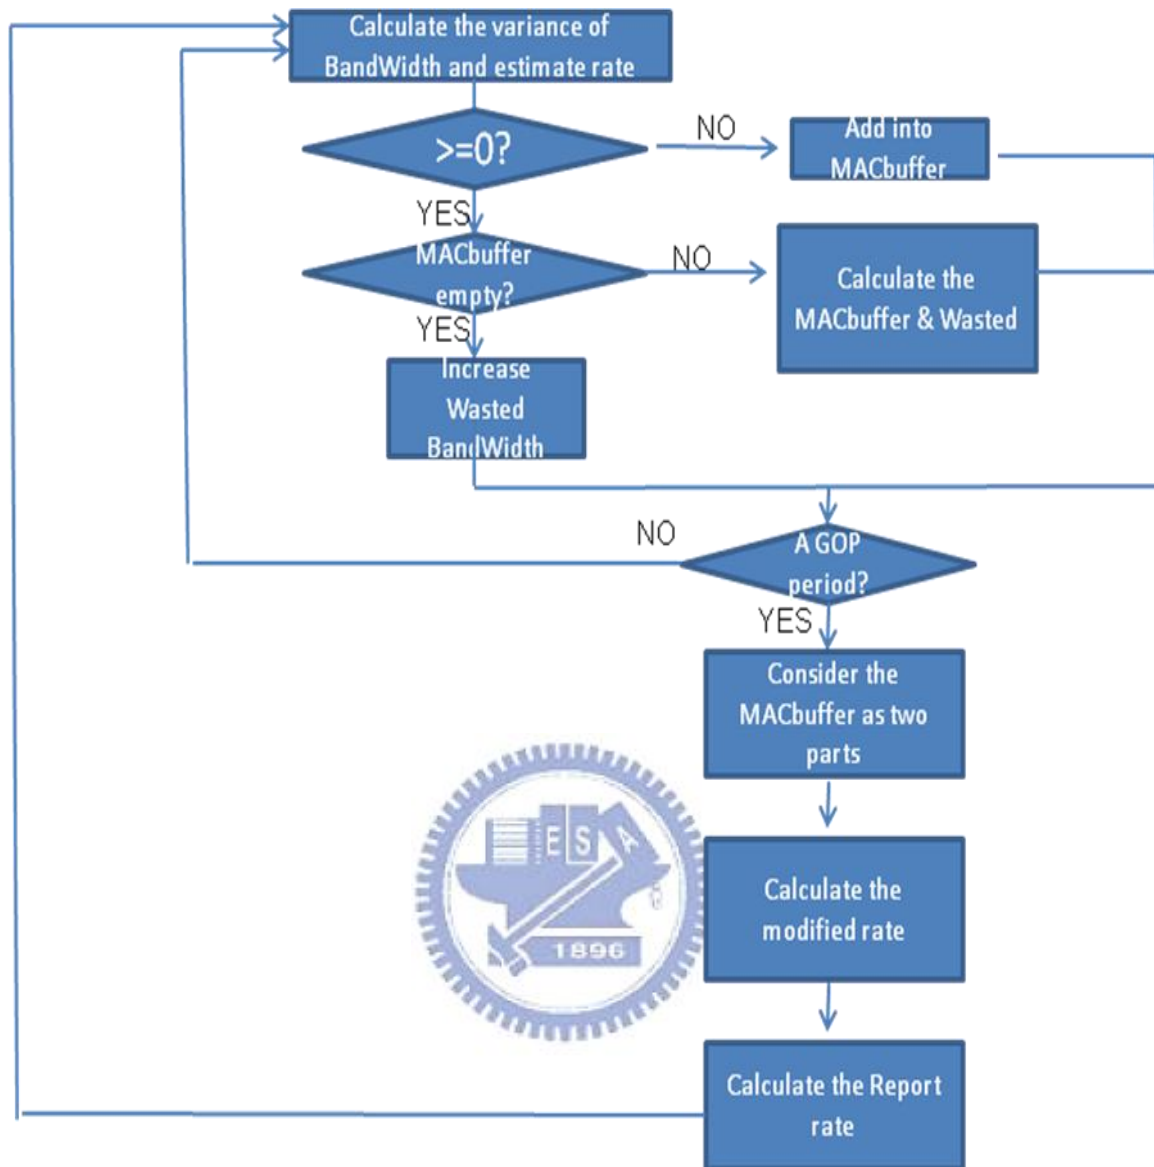 Calculate the variance of
BandWidth and estimate rate
>=0?
NO
Add into
MACbuffer
YES
MACbuffer
empty?
NO
Calculate the
MACbuffer & Wasted
YES
Increase
Wasted
BandWidth
NO
A GOP
period?
YES
Consider the
MACbuffer as two
parts
E S A
1896
Calculate the
modified rate
Calculate the Report
rate